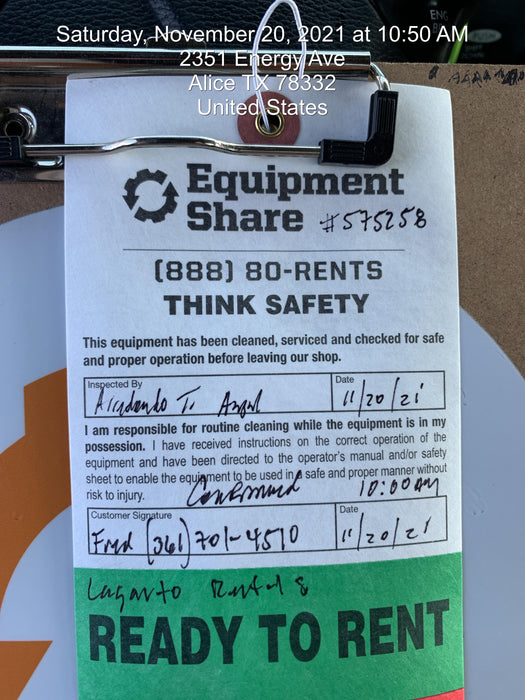 Saturday, November 20, 2021 at 10:50 AM
2351 Energy Ave
Alice TX 78332
United States
Equipment
Share #575258
(888) 80-RENTS
THINK SAFETY
This equipment has been cleaned, serviced and checked for safe
and proper operation before leaving our shop.
Inspected By
Date
11/20/21
I am responsible for routine cleaning while the equipment is in my
possession. I have received instructions on the correct operation of the
equipment and have been directed to the operator's manual and/or safety
sheet to enable the equipment to be used in a safe and proper manner without
risk to injury.
Confirmed 10:00 AM
Customer Signature
Fred (361) 701-4510
Date
11/20/21
Lagarto Rentals
READY TO RENT